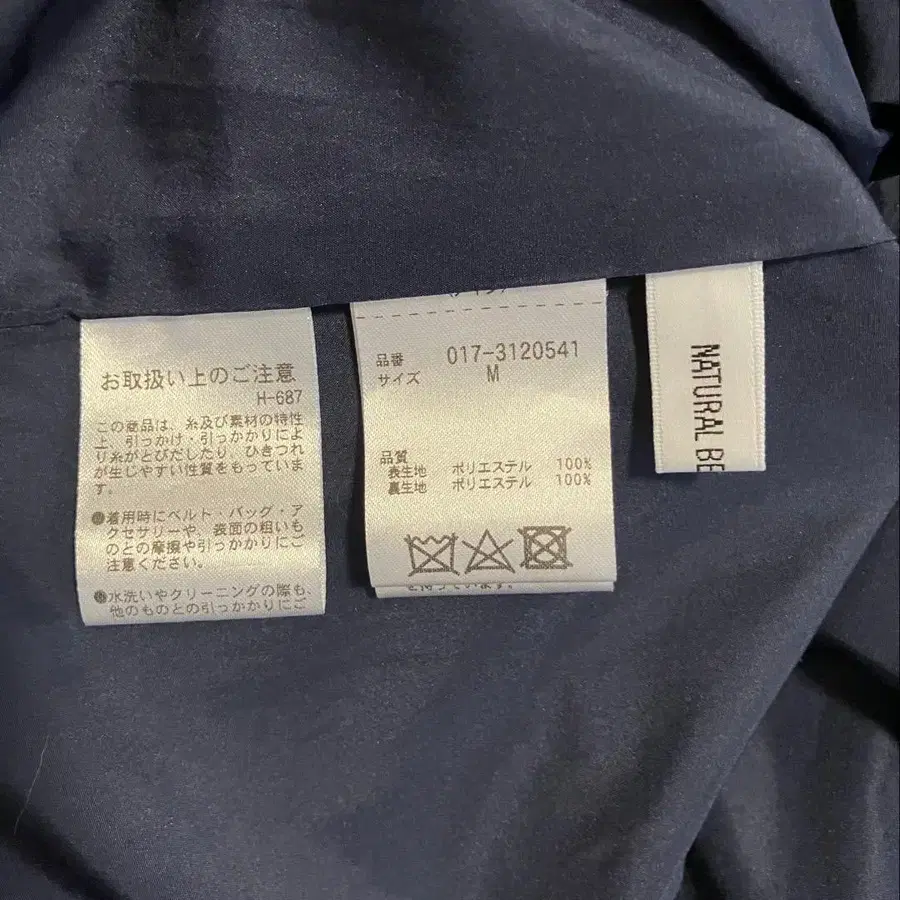 お取扱い上のご注意
H-687
この商品は、糸及び素材の特性
上、引っかけ・引っかかりによ
り糸がとびだしたり、ひきつれ
が生じやすい性質をもっていま
す。
●着用時にベルト・バッグ・ア
クセサリーや、表面の粗いも
のとの摩擦や引っかかりにご
注意ください。
●水洗いやクリーニングの際も、
他のものとの引っかかりにご
品番 017-3120541
サイズ M
品質
表生地 ポリエステル 100%
裏生地 ポリエステル 100%
NATURAL BE